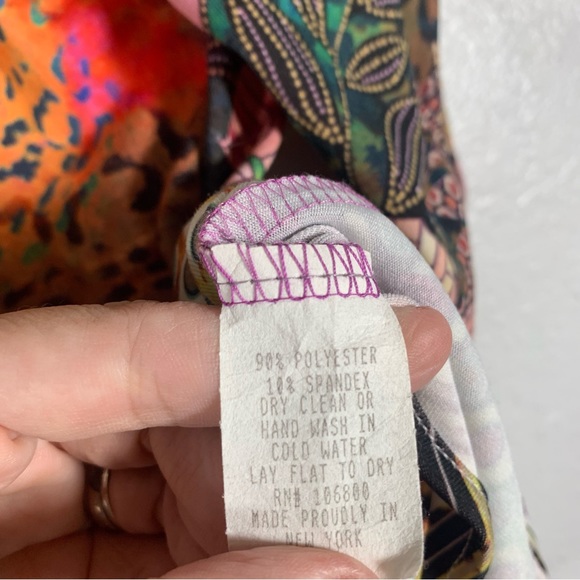 90% POLYESTER
10% SPANDEX
DRY CLEAN OR
HAND WASH IN
COLD WATER
LAY FLAT TO DRY
RN# 106800
MADE PROUDLY IN
NEW YORK